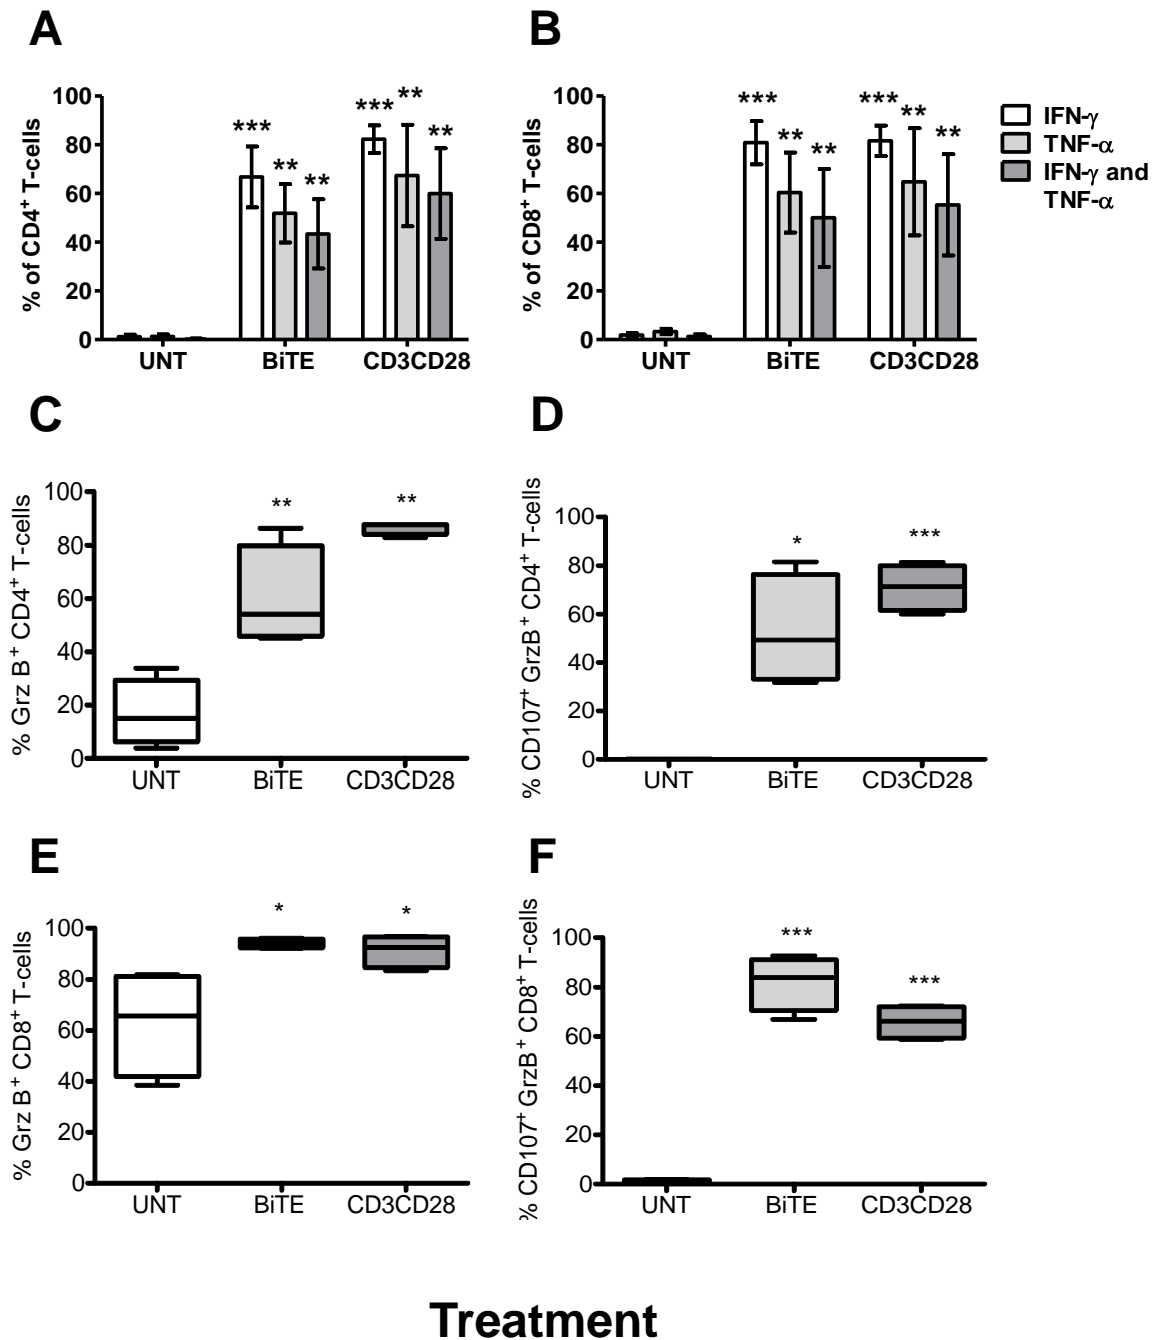 A
B
% of CD4+ T-cells
100
80
60
40
20
0
***
**
**
***
**
**
UNT
BiTE
CD3CD28
% of CD8+ T-cells
100
80
60
40
20
0
***
**
**
***
**
**
UNT
BiTE
CD3CD28
IFN-γ
TNF-α
IFN-γ and
TNF-α
C
D
% Grz B+ CD4+ T-cells
100
80
60
40
20
0
**
**
UNT
BiTE
CD3CD28
% CD107+ GrzB+ CD4+ T-cells
100
80
60
40
20
0
*
***
UNT
BiTE
CD3CD28
E
F
% Grz B+ CD8+ T-cells
100
80
60
40
20
0
*
*
UNT
BiTE
CD3CD28
% CD107+ GrzB+ CD8+ T-cells
100
80
60
40
20
0
***
***
UNT
BiTE
CD3CD28
Treatment